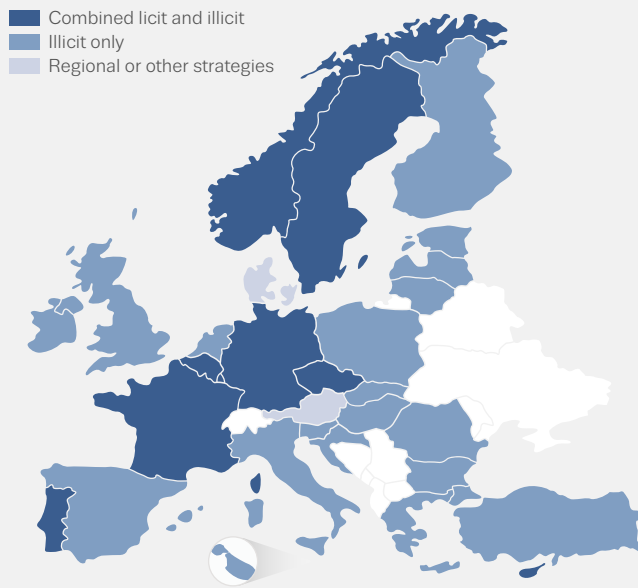 Combined licit and illicit
Illicit only
Regional or other strategies